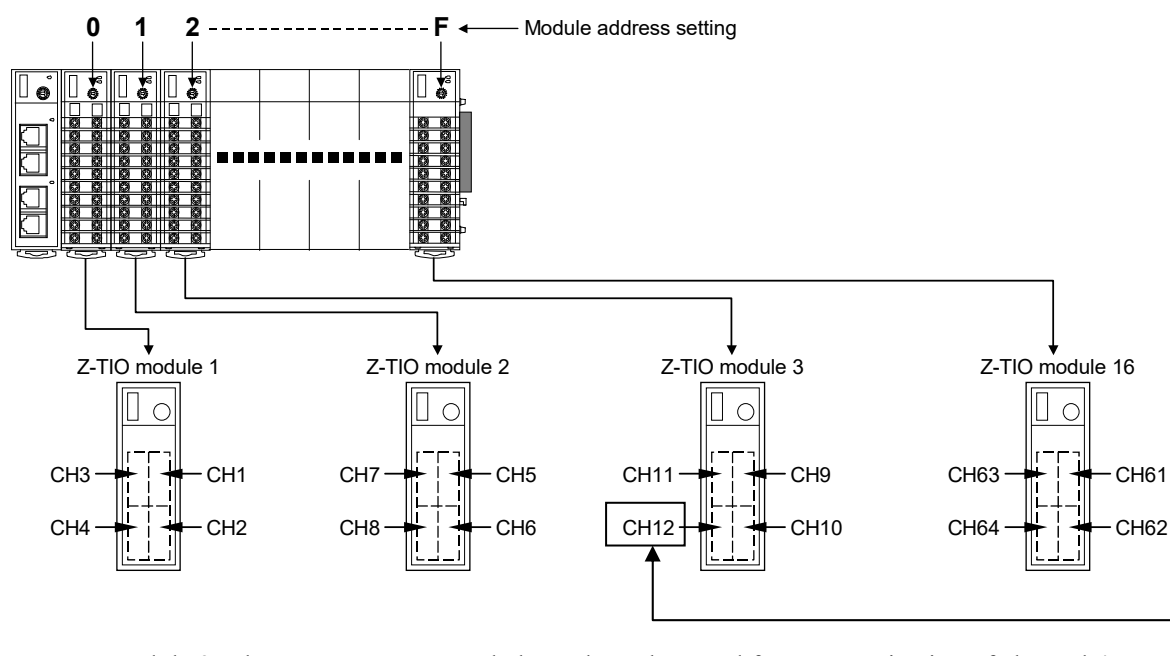 0 1 2 F Module address setting
Z-TIO module 1 Z-TIO module 2 Z-TIO module 3 Z-TIO module 16
CH3 CH1 CH7 CH5 CH11 CH9 CH63 CH61
CH4 CH2 CH8 CH6 CH12 CH10 CH64 CH62